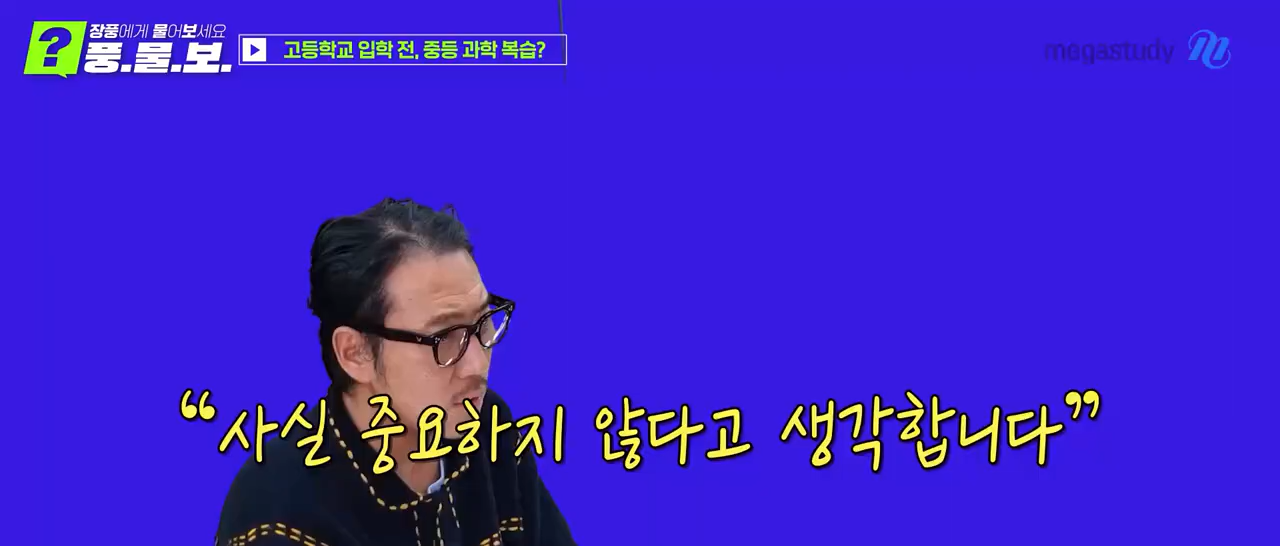 ?
장풍에게 물어보세요
풍.물.보.
고등학교 입학 전, 중등 과학 복습?
megastudy
“사실 중요하지 않다고 생각합니다”